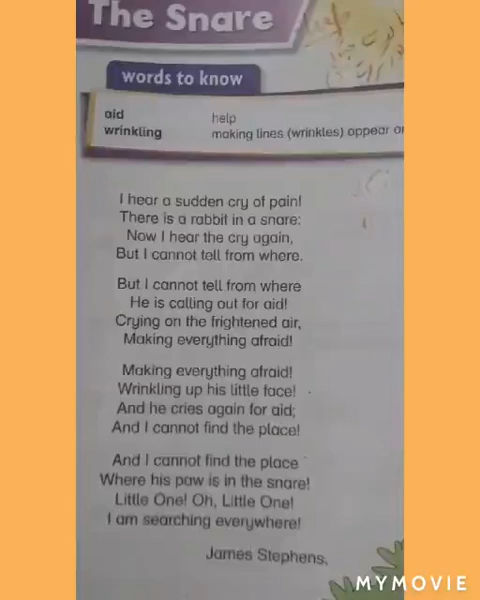 The Snare
words to know
aid help
wrinkling making lines (wrinkles) appear
I hear a sudden cry of pain!
There is a rabbit in a snare:
Now I hear the cry again,
But I cannot tell from where.
But I cannot tell from where
He is calling out for aid!
Crying on the frightened air,
Making everything afraid!
Making everything afraid!
Wrinkling up his little face!
And he cries again for aid;
And I cannot find the place!
And I cannot find the place
Where his paw is in the snare!
Little One! Oh, Little One!
I am searching everywhere!
James Stephens.
MYMOVIE